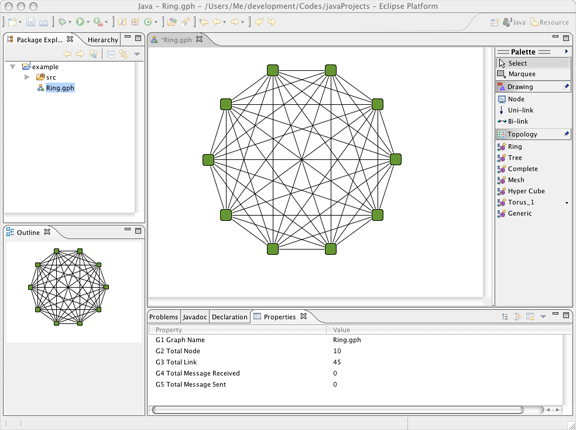 Java - Ring.gph - /Users/Me/development/Codes/javaProjects - Eclipse Platform
Java
Resource
Package Expl...
Hierarchy
example
src
Ring.gph
*Ring.gph
Palette
Select
Marquee
Drawing
Node
Uni-link
Bi-link
Topology
Ring
Tree
Complete
Mesh
Hyper Cube
Torus_1
Generic
Outline
Problems Javadoc Declaration Properties
Property Value
G1 Graph Name Ring.gph
G2 Total Node 10
G3 Total Link 45
G4 Total Message Received 0
G5 Total Message Sent 0